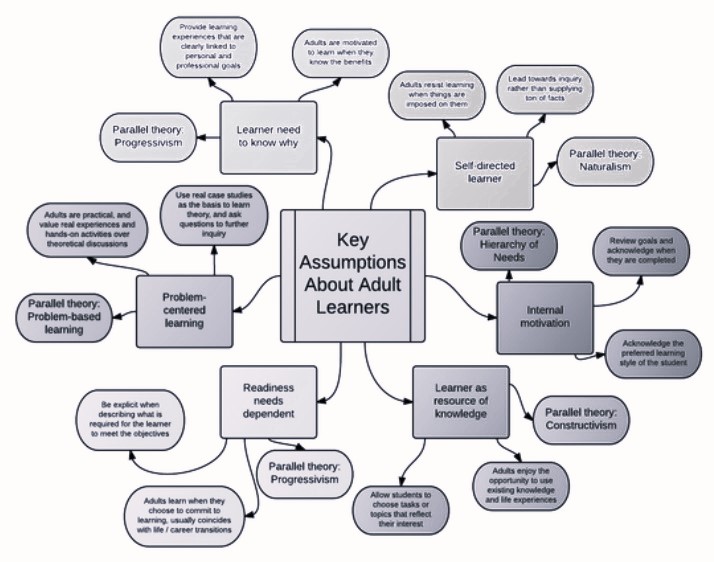 Provide learning
experiences that are
clearly linked to
personal and
professional goals
Adults are motivated
to learn when they
know the benefits
Parallel theory:
Progressivism
Learner need
to know why
Adults resist learning
when things are
imposed on them
Lead towards inquiry
rather than supplying
ton of facts
Self-directed
learner
Parallel theory:
Naturalism
Use real case studies
as the basis to learn
theory, and ask
questions to further
inquiry
Adults are practical, and
value real experiences and
hands-on activities over
theoretical discussions
Parallel theory:
Problem-based
learning
Problem-
centered
learning
Key
Assumptions
About Adult
Learners
Parallel theory:
Hierarchy of
Needs
Review goals and
acknowledge when
they are completed
Internal
motivation
Acknowledge the
preferred learning
style of the student
Readiness
needs
dependent
Be explicit when
describing what is
required for the learner
to meet the objectives
Parallel theory:
Progressivism
Adults learn when they
choose to commit to
learning, usually coincides
with life / career transitions
Learner as
resource of
knowledge
Parallel theory:
Constructivism
Allow students to
choose tasks or
topics that reflect
their interest
Adults enjoy the
opportunity to use
existing knowledge
and life experiences